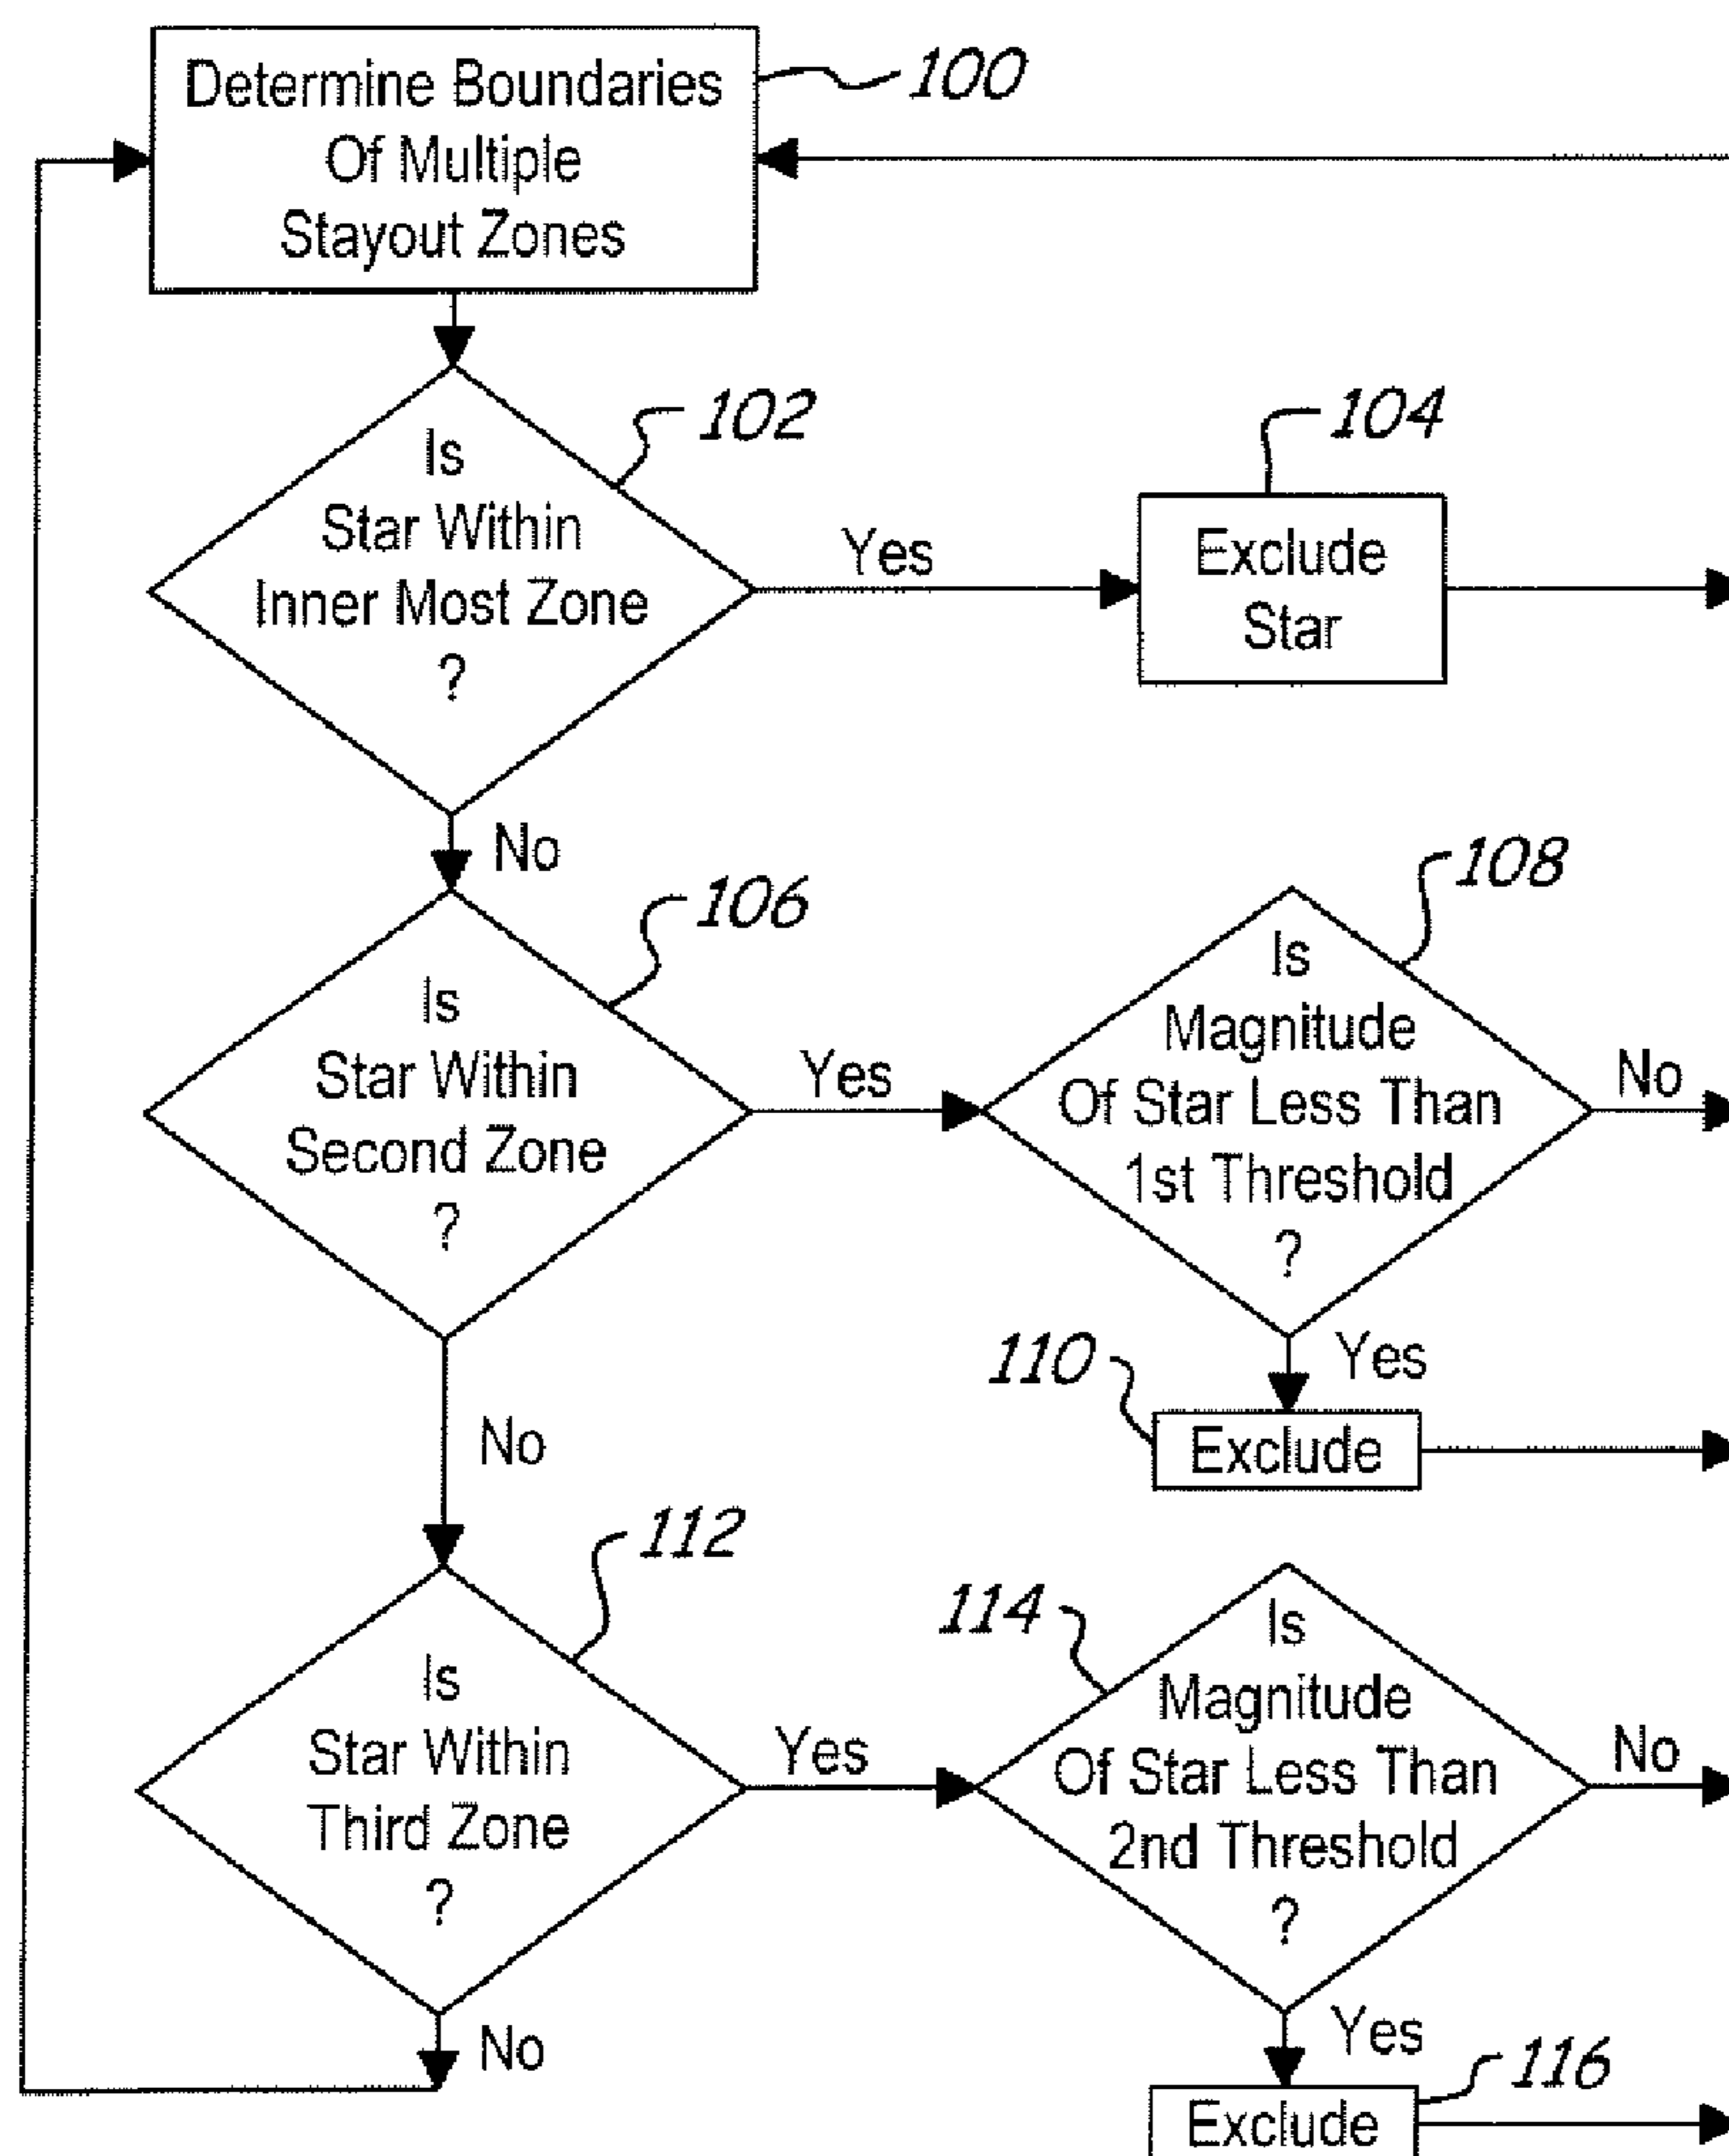 Determine Boundaries
Of Multiple
Stayout Zones
100
Is
Star Within
Inner Most Zone
?
102
Yes
Exclude
Star
104
No
Is
Star Within
Second Zone
?
106
Yes
Is
Magnitude
Of Star Less Than
1st Threshold
?
108
No
Yes
110
Exclude
No
Is
Star Within
Third Zone
?
112
Yes
114
Is
Magnitude
Of Star Less Than
2nd Threshold
?
No
Yes
Exclude
116
No